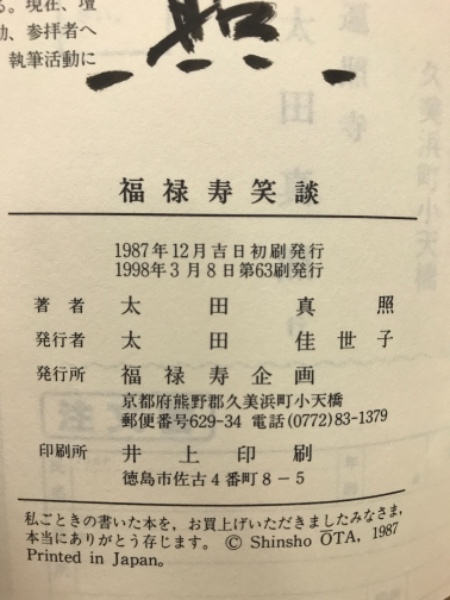 る。現在、壇
動、参拝者へ
執筆活動に
照
福禄寿笑談
1987年12月吉日初刷発行
1998年3月8日第63刷発行
著者 太田真照
発行者 太田佳世子
発行所 福禄寿企画
京都府熊野郡久美浜町小天橋
郵便番号629-34 電話(0772)83-1379
印刷所 井上印刷
徳島市佐古4番町8-5
私ごときの書いた本を、お買上げいただきましたみなさま、
本当にありがとう存じます。 © Shinsho ŌTA, 1987
Printed in Japan。